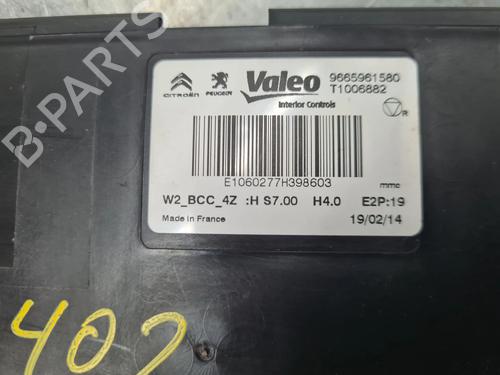 CITROËN PEUGEOT Valeo 9665961580
T1006882
Interior Controls
R
E1060277H398603
mmc
W2_BCC_4Z :H S7.00 H4.0 E2P:19
Made in France 19/02/14
B-PARTS
402